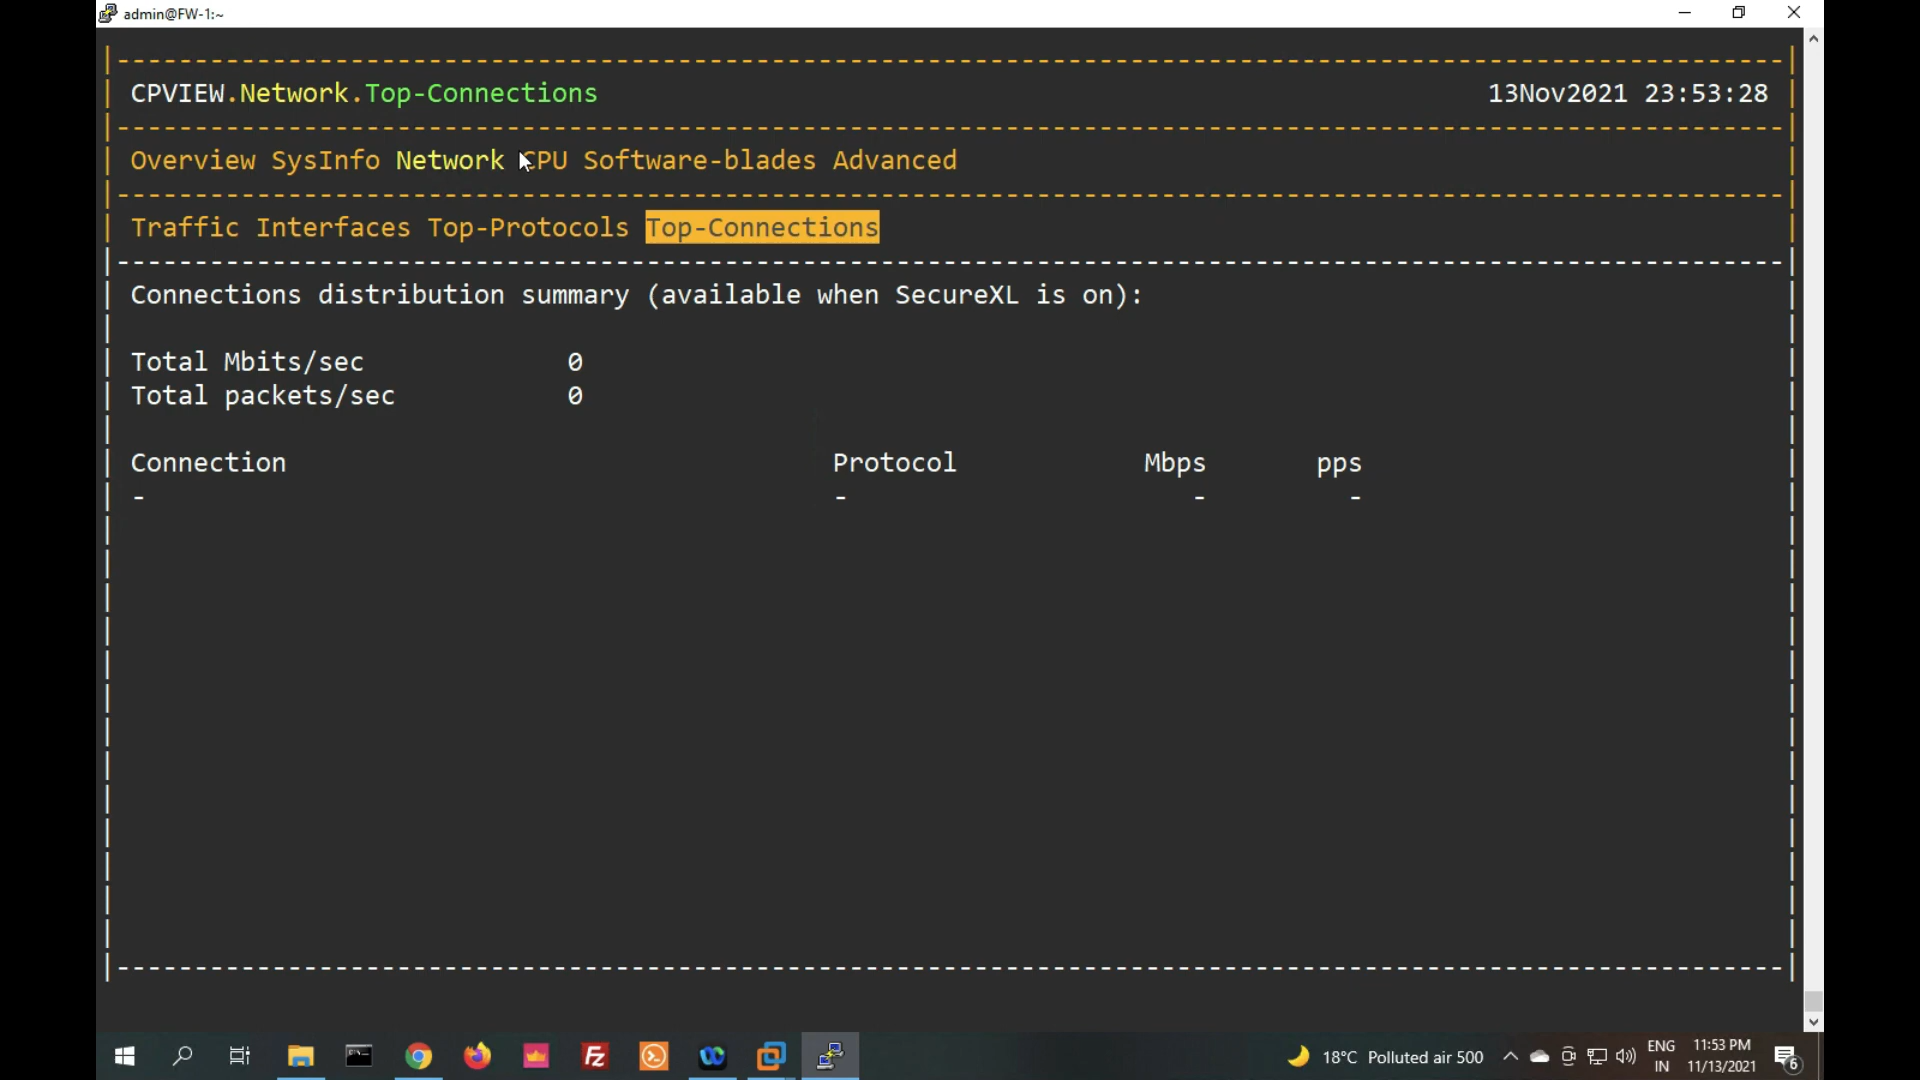 admin@FW-1:~
CPVIEW.Network.Top-Connections 13Nov2021 23:53:28
Overview SysInfo Network CPU Software-blades Advanced
Traffic Interfaces Top-Protocols Top-Connections
Connections distribution summary (available when SecureXL is on):
Total Mbits/sec 0
Total packets/sec 0
Connection Protocol Mbps pps
- - - -
18°C Polluted air 500
ENG
IN
11:53 PM
11/13/2021
6